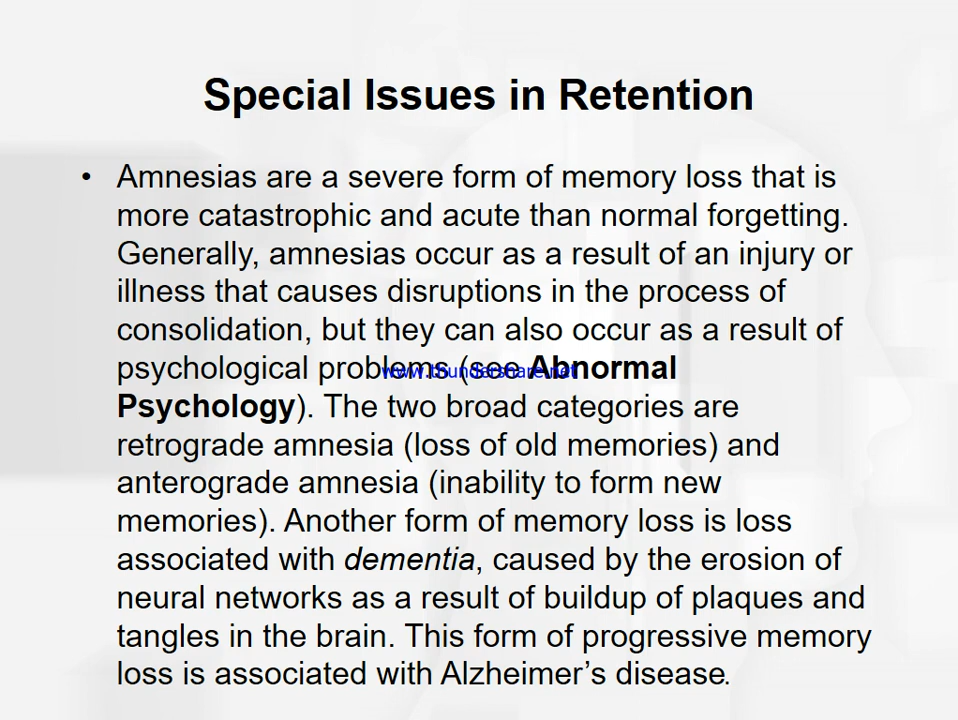 Special Issues in Retention
• Amnesias are a severe form of memory loss that is
more catastrophic and acute than normal forgetting.
Generally, amnesias occur as a result of an injury or
illness that causes disruptions in the process of
consolidation, but they can also occur as a result of
psychological problems (see Abnormal
www.thundershare.net
Psychology). The two broad categories are
retrograde amnesia (loss of old memories) and
anterograde amnesia (inability to form new
memories). Another form of memory loss is loss
associated with dementia, caused by the erosion of
neural networks as a result of buildup of plaques and
tangles in the brain. This form of progressive memory
loss is associated with Alzheimer’s disease.